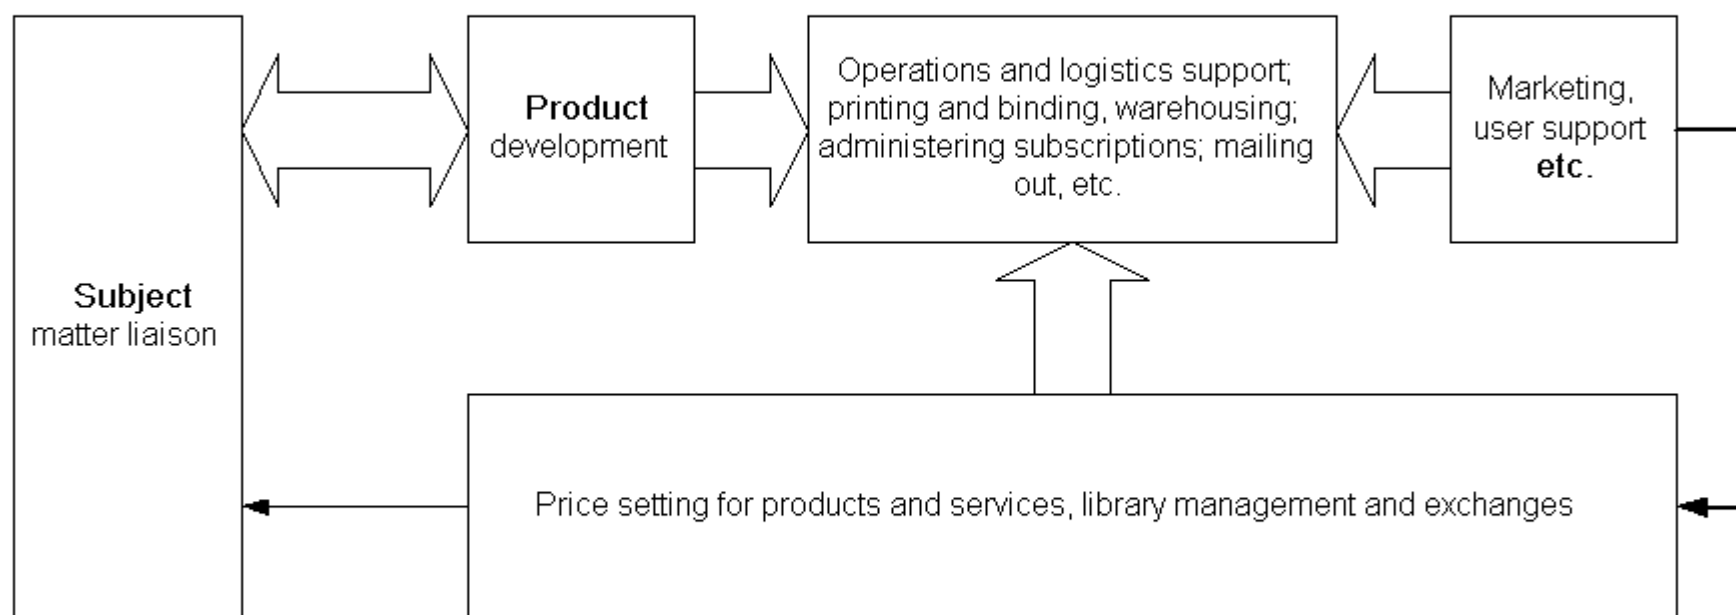 Subject
matter liaison
Product
development
Operations and logistics support;
printing and binding, warehousing;
administering subscriptions; mailing
out, etc.
Marketing,
user support
etc.
Price setting for products and services, library management and exchanges